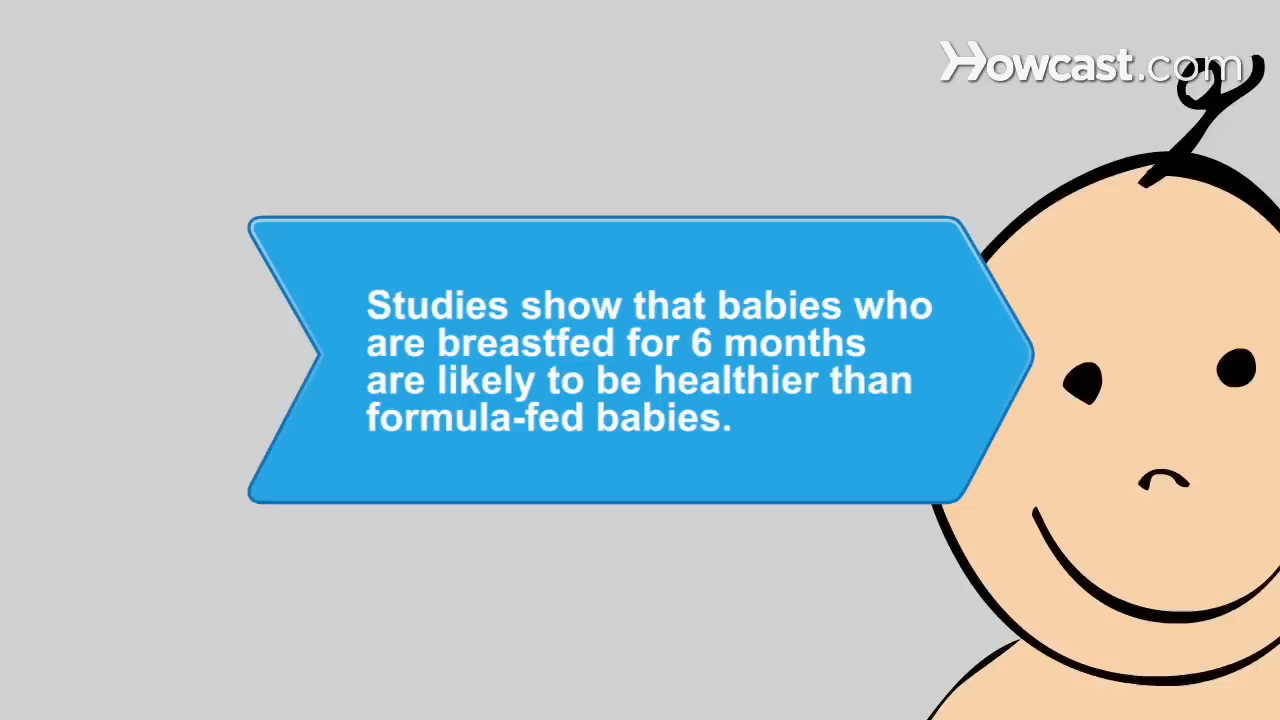 Howcast.com
Studies show that babies who
are breastfed for 6 months
are likely to be healthier than
formula-fed babies.